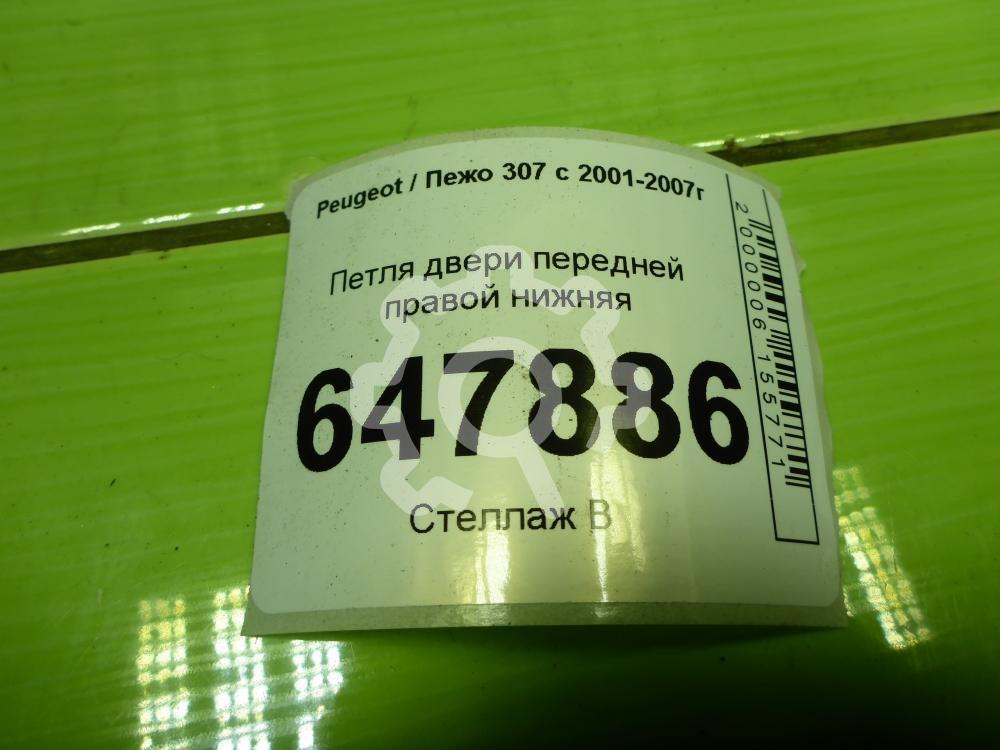 Peugeot / Пежо 307 с 2001-2007г
Петля двери передней
правой нижняя
647886
Стеллаж В
2000006155771